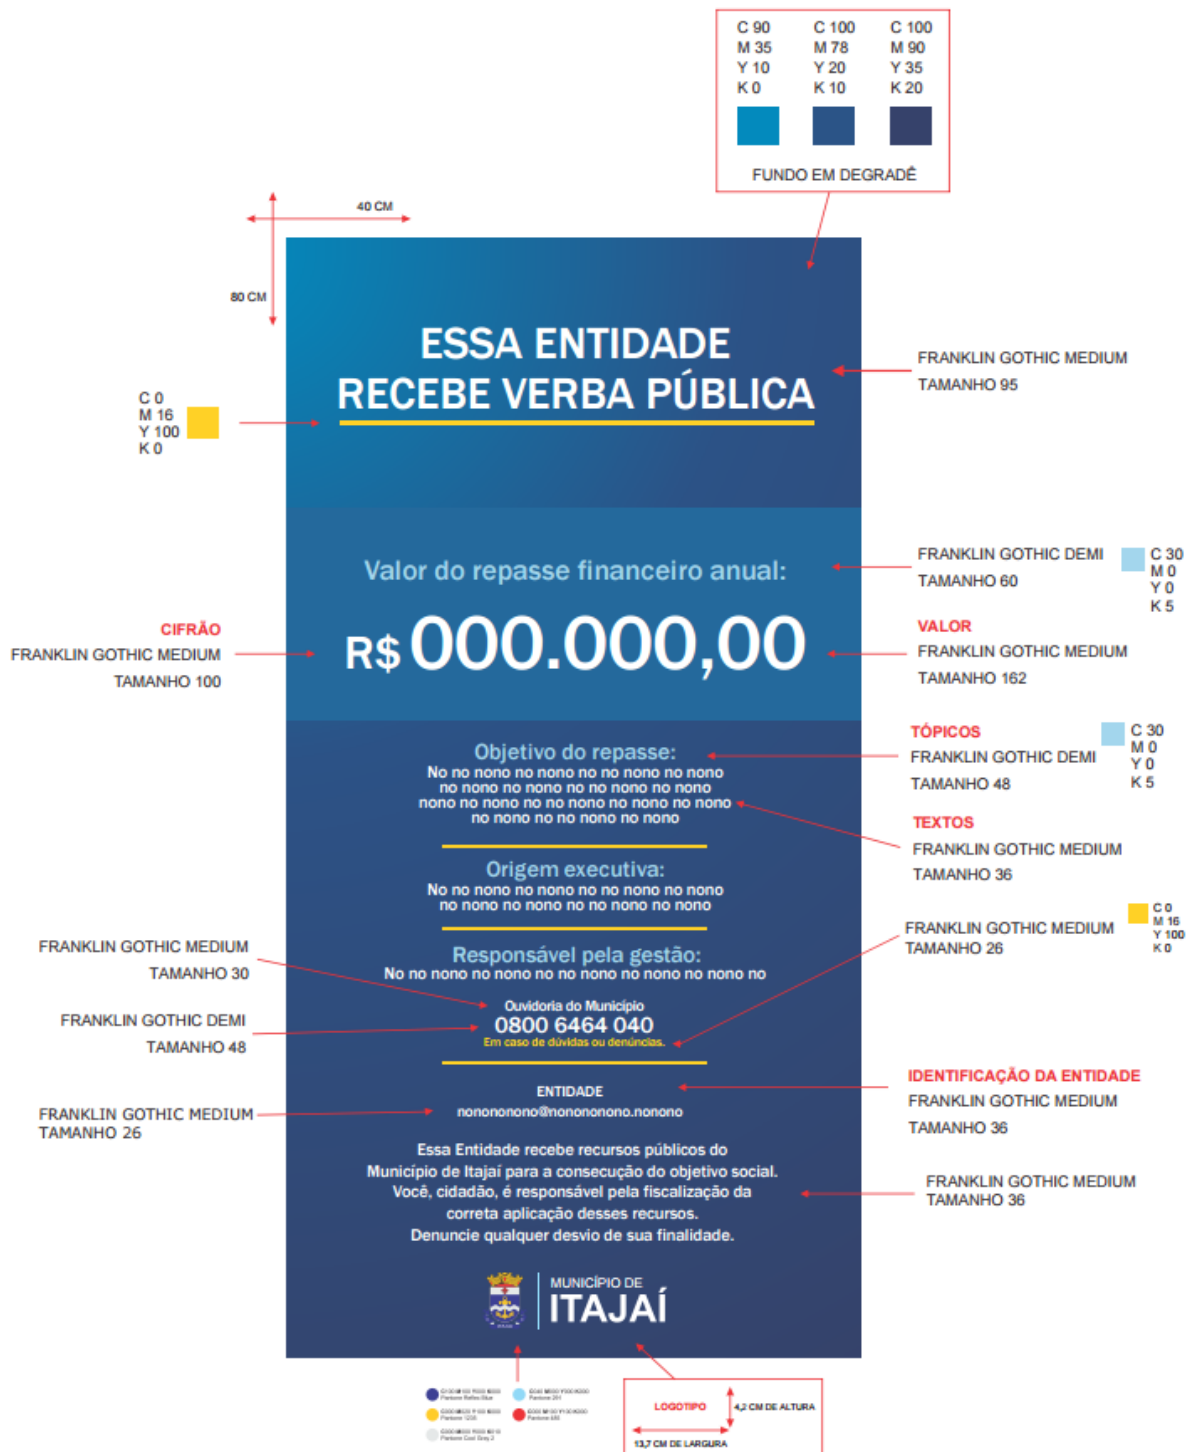 C 90
M 35
Y 10
K 0
C 100
M 78
Y 20
K 10
C 100
M 90
Y 35
K 20
FUNDO EM DEGRADÊ
40 CM
80 CM
ESSA ENTIDADE
RECEBE VERBA PÚBLICA
FRANKLIN GOTHIC MEDIUM
TAMANHO 95
C 0
M 16
Y 100
K 0
Valor do repasse financeiro anual:
FRANKLIN GOTHIC DEMI
TAMANHO 60
C 30
M 0
Y 0
K 5
CIFRÃO
FRANKLIN GOTHIC MEDIUM
TAMANHO 100
R$ 000.000,00
VALOR
FRANKLIN GOTHIC MEDIUM
TAMANHO 162
Objetivo do repasse:
No no nono no nono no no nono no nono
no nono no nono no no nono no nono
nono no nono no no nono no nono no nono
no nono no no nono no nono
TÓPICOS
FRANKLIN GOTHIC DEMI
TAMANHO 48
C 30
M 0
Y 0
K 5
TEXTOS
FRANKLIN GOTHIC MEDIUM
TAMANHO 36
Origem executiva:
No no nono no nono no no nono no nono
no nono no nono no no nono no nono
FRANKLIN GOTHIC MEDIUM
TAMANHO 26
C 0
M 16
Y 100
K 0
Responsável pela gestão:
No no nono no nono no no nono no nono no nono no
FRANKLIN GOTHIC MEDIUM
TAMANHO 30
Ouvidoria do Município
0800 6464 040
Em caso de dúvidas ou denúncias.
FRANKLIN GOTHIC DEMI
TAMANHO 48
ENTIDADE
nonononono@nonononono.nonono
IDENTIFICAÇÃO DA ENTIDADE
FRANKLIN GOTHIC MEDIUM
TAMANHO 36
FRANKLIN GOTHIC MEDIUM
TAMANHO 26
Essa Entidade recebe recursos públicos do
Município de Itajaí para a consecução do objetivo social.
Você, cidadão, é responsável pela fiscalização da
correta aplicação desses recursos.
Denuncie qualquer desvio de sua finalidade.
FRANKLIN GOTHIC MEDIUM
TAMANHO 36
MUNICÍPIO DE
ITAJAÍ
Pantone Reflex Blue
Pantone 291
Pantone 1235
Pantone 485
Pantone Cool Grey 2
LOGOTIPO
4,2 CM DE ALTURA
13,7 CM DE LARGURA